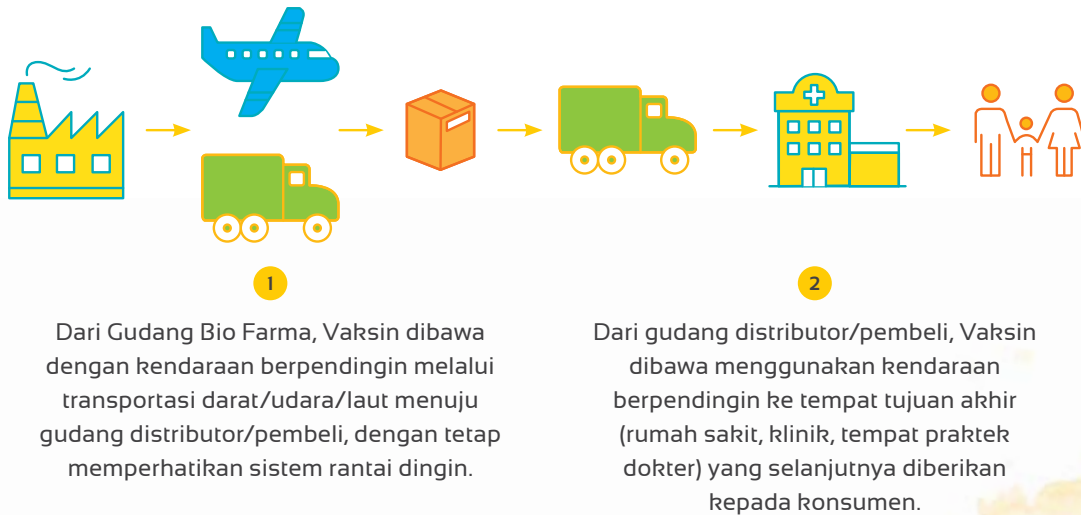 1
Dari Gudang Bio Farma, Vaksin dibawa
dengan kendaraan berpendingin melalui
transportasi darat/udara/laut menuju
gudang distributor/pembeli, dengan tetap
memperhatikan sistem rantai dingin.
2
Dari gudang distributor/pembeli, Vaksin
dibawa menggunakan kendaraan
berpendingin ke tempat tujuan akhir
(rumah sakit, klinik, tempat praktek
dokter) yang selanjutnya diberikan
kepada konsumen.